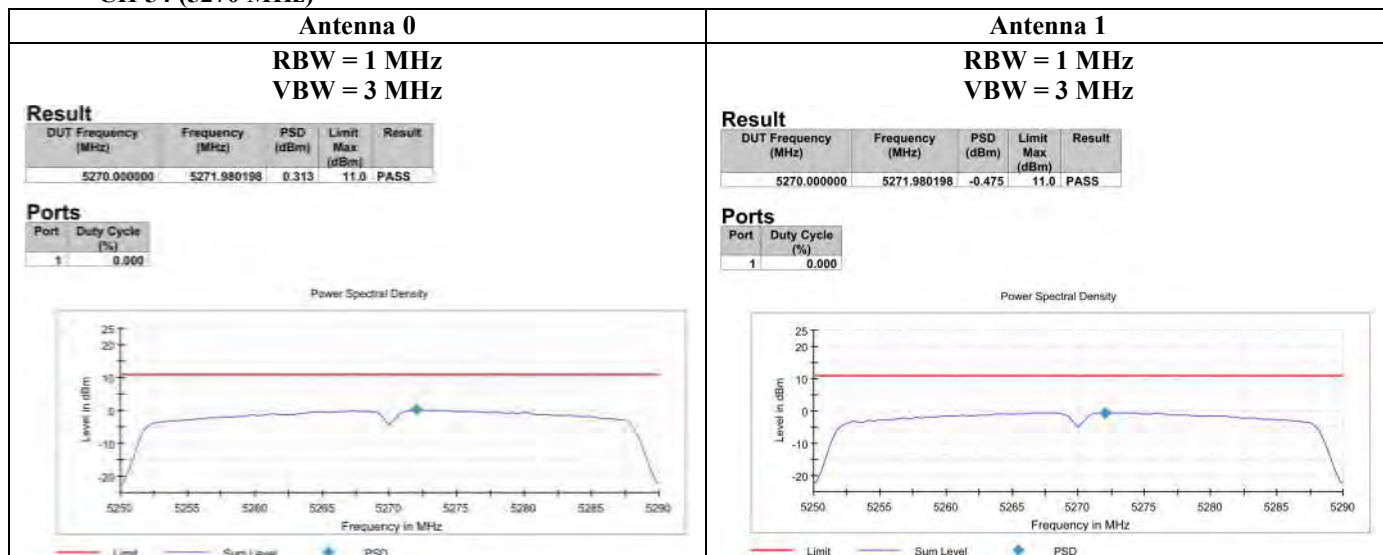 CH 54 (5270 MHz)
Antenna 0
Antenna 1
RBW = 1 MHz
VBW = 3 MHz
Result
DUT Frequency (MHz) Frequency (MHz) PSD (dBm) Limit Max (dBm) Result
5270.000000 5271.980198 0.313 11.0 PASS
Ports
Port Duty Cycle (%)
1 0.000
Power Spectral Density
25
20
10
0
-10
-20
Level in dBm
5250 5255 5260 5265 5270 5275 5280 5285 5290
Frequency in MHz
Limit Sum Level PSD
RBW = 1 MHz
VBW = 3 MHz
Result
DUT Frequency (MHz) Frequency (MHz) PSD (dBm) Limit Max (dBm) Result
5270.000000 5271.980198 -0.475 11.0 PASS
Ports
Port Duty Cycle (%)
1 0.000
Power Spectral Density
25
20
10
0
-10
-20
Level in dBm
5250 5255 5260 5265 5270 5275 5280 5285 5290
Frequency in MHz
Limit Sum Level PSD